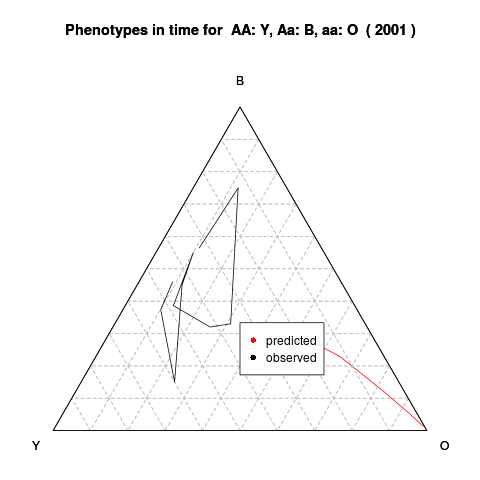 Phenotypes in time for  AA: Y, Aa: B, aa: O  ( 2001 )
B
predicted
observed
Y
O